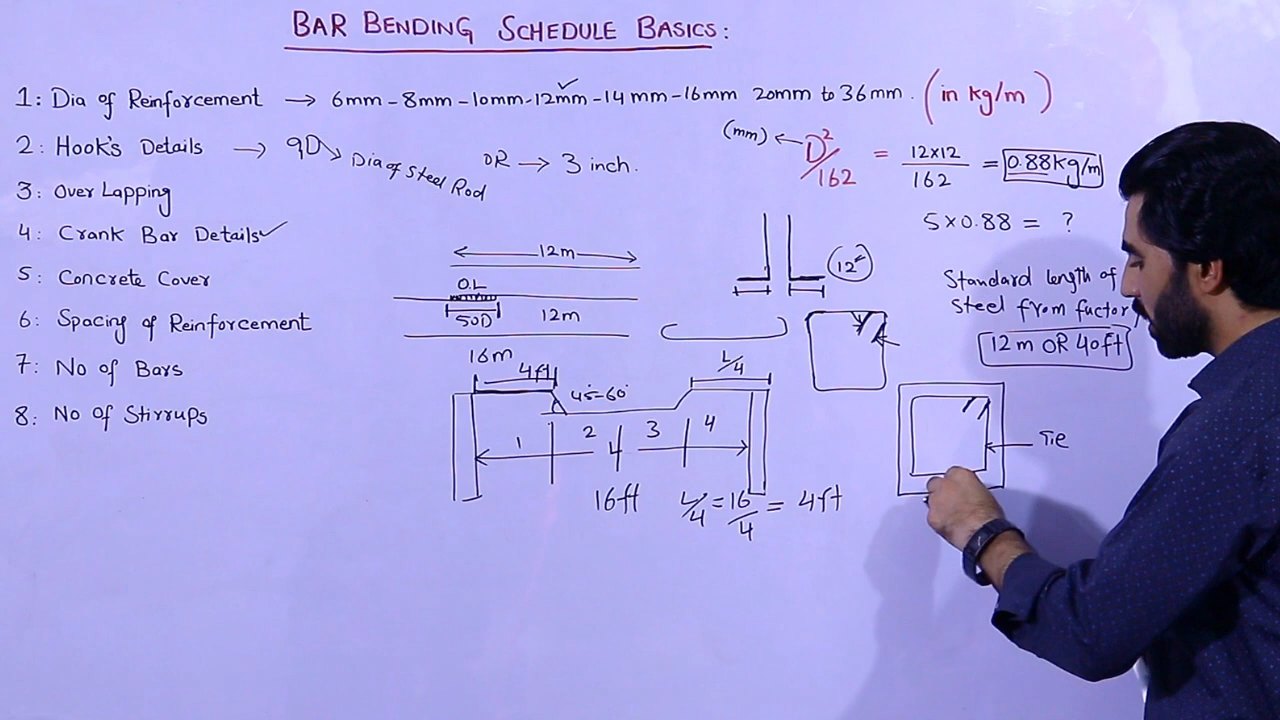 BAR BENDING SCHEDULE BASICS:
1: Dia of Reinforcement → 6mm - 8mm - 10mm - 12mm - 14mm - 16mm 20mm to 36mm. (in kg/m)
2: Hook's Details → 9D Dia of Steel Rod OR → 3 inch.
(mm) ← D²/162 = 12×12/162 = 0.88kg/m
3: Over Lapping
4: Crank Bar Details
5: Concrete Cover
6: Spacing of Reinforcement
7: No of Bars
8: No of Stirrups
5×0.88 = ?
Standard length of
steel from factor
12m OR 40ft
12m
O.L
50D
12m
12"
16m
4ft
45-60°
L/4
1 2 3 4
4
16ft L/4 = 16/4 = 4ft
Tie